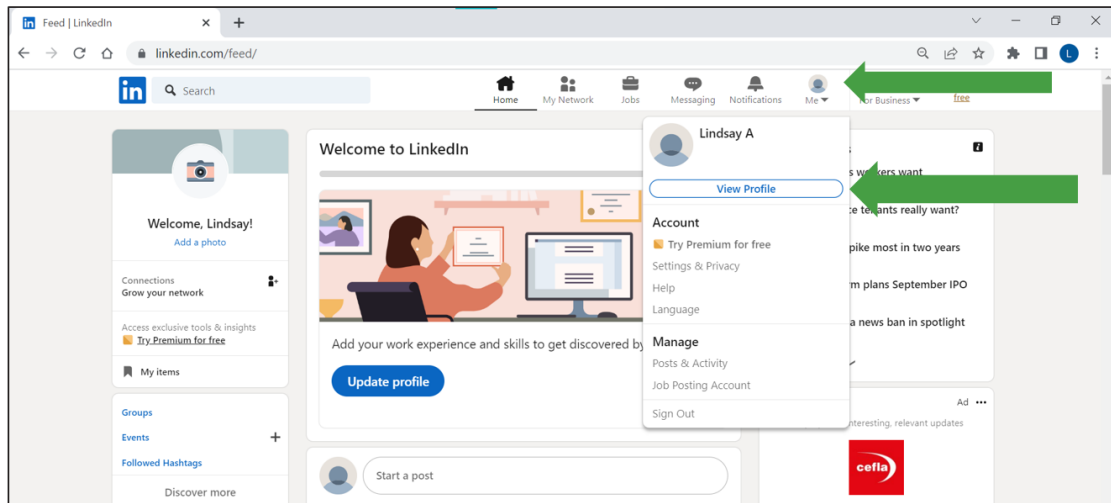 in Feed | LinkedIn
linkedin.com/feed/
L
in
Search
Home
My Network
Jobs
Messaging
Notifications
Me
For Business
free
Welcome, Lindsay!
Add a photo
Connections
Grow your network
Access exclusive tools & insights
Try Premium for free
My items
Groups
Events
Followed Hashtags
Discover more
Welcome to LinkedIn
Add your work experience and skills to get discovered by
Update profile
Start a post
Lindsay A
View Profile
Account
Try Premium for free
Settings & Privacy
Help
Language
Manage
Posts & Activity
Job Posting Account
Sign Out
workers want
tenants really want?
spike most in two years
plans September IPO
a news ban in spotlight
Ad
interesting, relevant updates
cefla